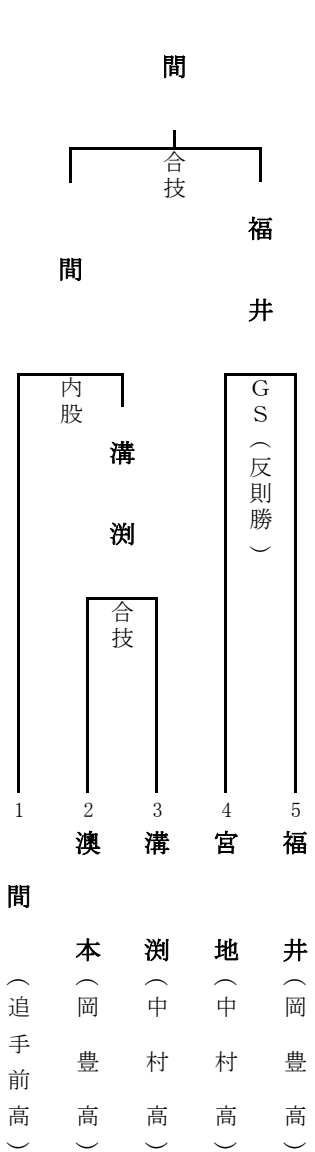 間
合技
福井
間
内股
GS（反則勝）
溝渕
合技
1
2
3
4
5
間
（追手前高）
澳本
（岡豊高）
溝渕
（中村高）
宮地
（中村高）
福井
（岡豊高）